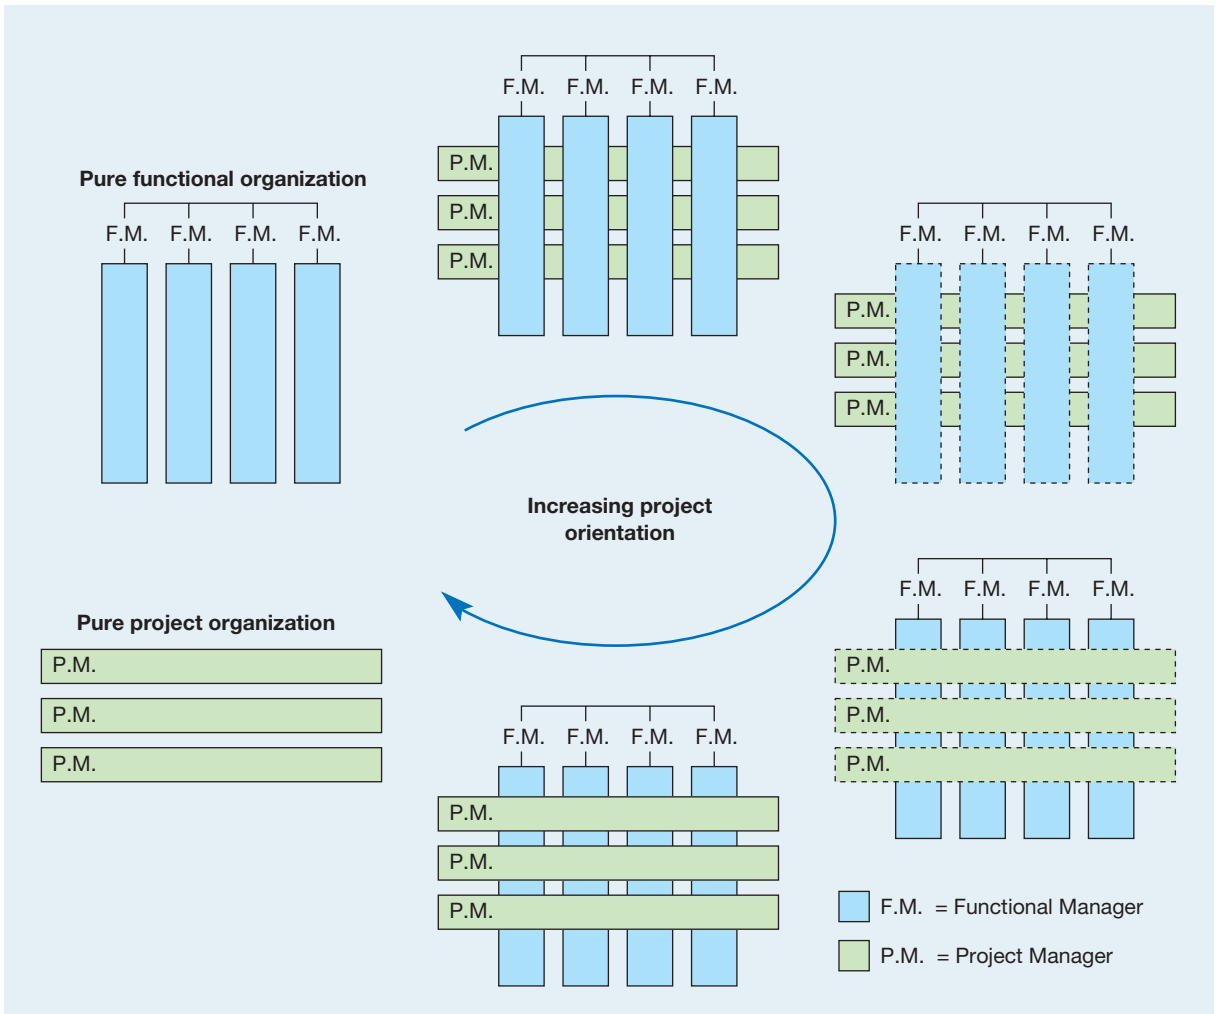 F.M. F.M. F.M. F.M.
P.M.
P.M.
P.M.
Pure functional organization
F.M. F.M. F.M. F.M.
F.M. F.M. F.M. F.M.
P.M.
P.M.
P.M.
Increasing project
orientation
F.M. F.M. F.M. F.M.
P.M.
P.M.
P.M.
Pure project organization
P.M.
P.M.
P.M.
F.M. F.M. F.M. F.M.
P.M.
P.M.
P.M.
F.M. = Functional Manager
P.M. = Project Manager